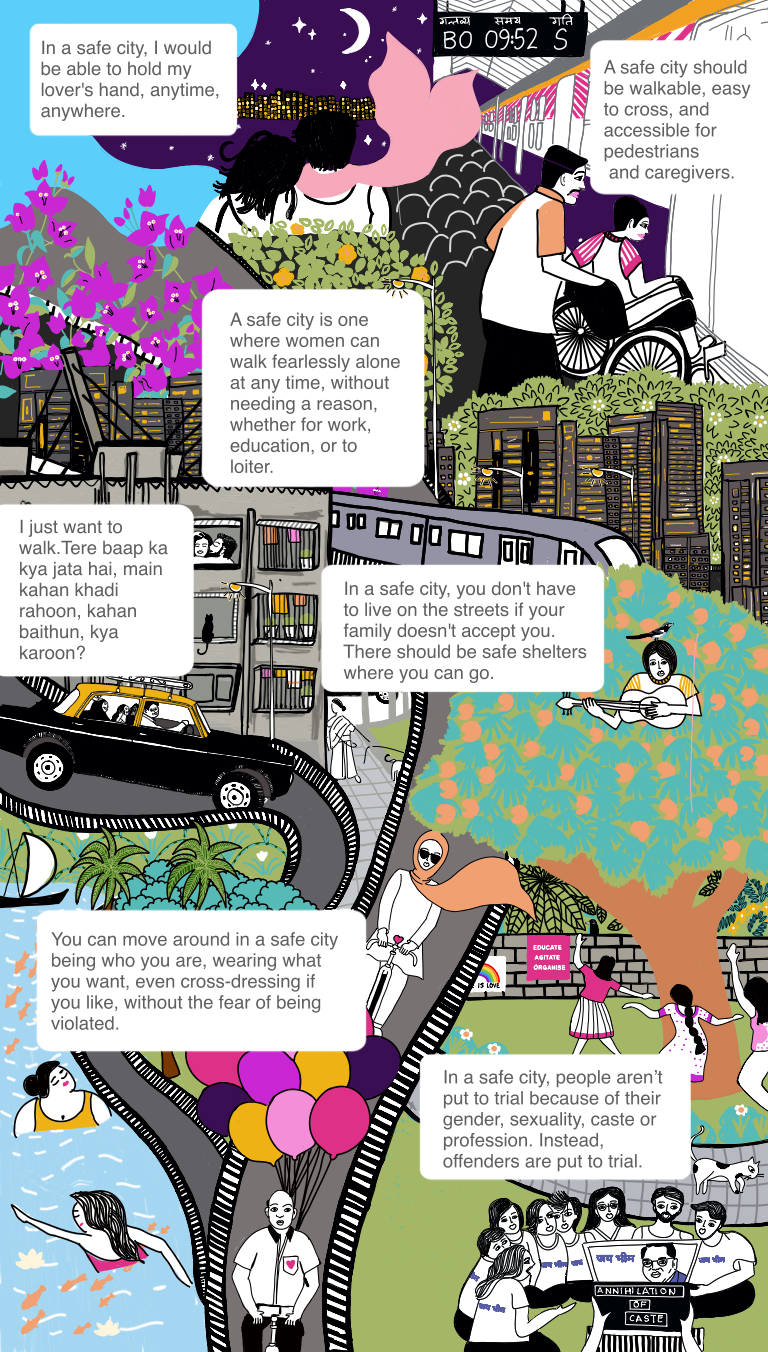 गन्तव्य समय गति
BO 09:52 S
In a safe city, I would
be able to hold my
lover's hand, anytime,
anywhere.
A safe city should
be walkable, easy
to cross, and
accessible for
pedestrians
and caregivers.
A safe city is one
where women can
walk fearlessly alone
at any time, without
needing a reason,
whether for work,
education, or to
loiter.
I just want to
walk.Tere baap ka
kya jata hai, main
kahan khadi
rahoon, kahan
baithun, kya
karoon?
In a safe city, you don't have
to live on the streets if your
family doesn't accept you.
There should be safe shelters
where you can go.
You can move around in a safe city
being who you are, wearing what
you want, even cross-dressing if
you like, without the fear of being
violated.
EDUCATE
AGITATE
ORGANISE
IS LOVE
In a safe city, people aren't
put to trial because of their
gender, sexuality, caste or
profession. Instead,
offenders are put to trial.
जय भीम
जय भीम
जय भीम
जय भीम
ANNIHILATION
OF
CASTE